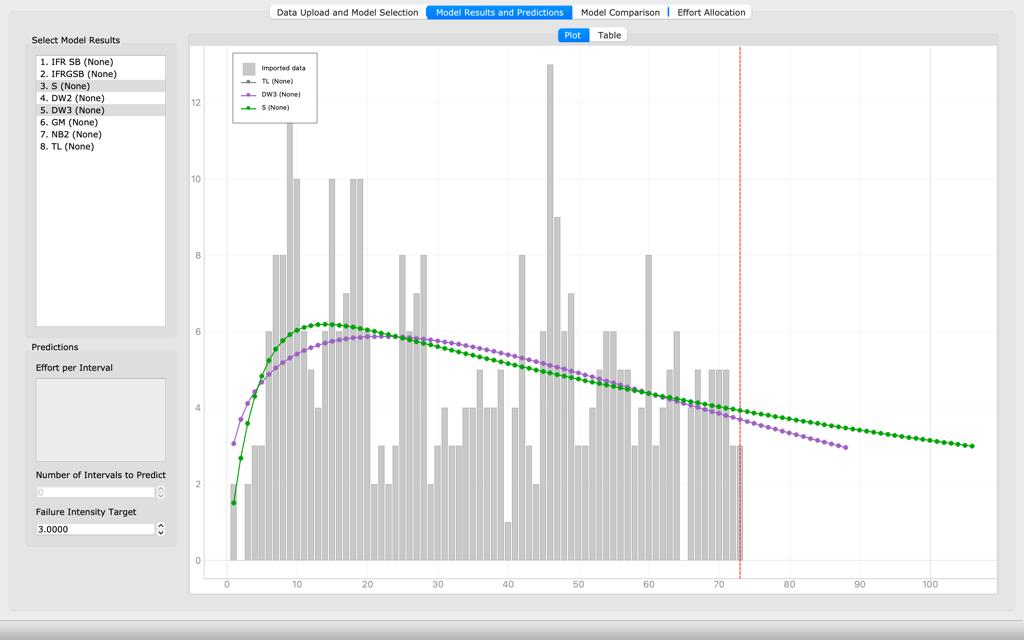 Data Upload and Model Selection
Model Results and Predictions
Model Comparison
Effort Allocation
Select Model Results
1. IFR SB (None)
2. IFRGSB (None)
3. S (None)
4. DW2 (None)
5. DW3 (None)
6. GM (None)
7. NB2 (None)
8. TL (None)
Predictions
Effort per Interval
Number of Intervals to Predict
0
Failure Intensity Target
3.0000
Plot
Table
Imported data
TL (None)
DW3 (None)
S (None)
12
10
8
6
4
2
0
0 10 20 30 40 50 60 70 80 90 100